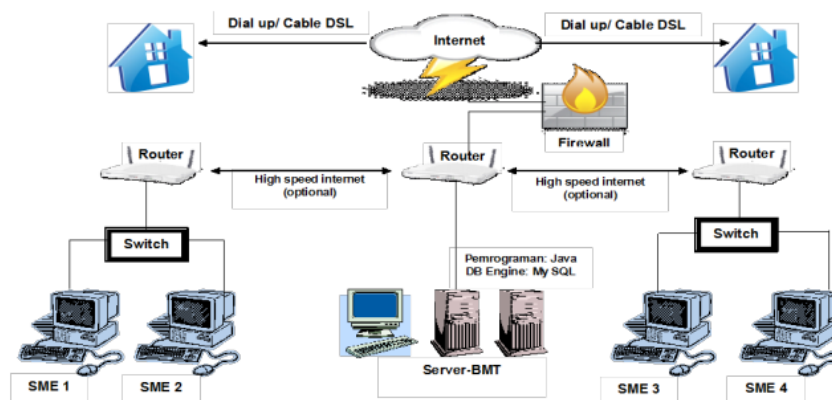 Dial up/ Cable DSL
Internet
Dial up/ Cable DSL
Firewall
Router
Router
Router
High speed internet
(optional)
High speed internet
(optional)
Switch
Switch
Pemrograman: Java
DB Engine: My SQL
SME 1
SME 2
Server-BMT
SME 3
SME 4